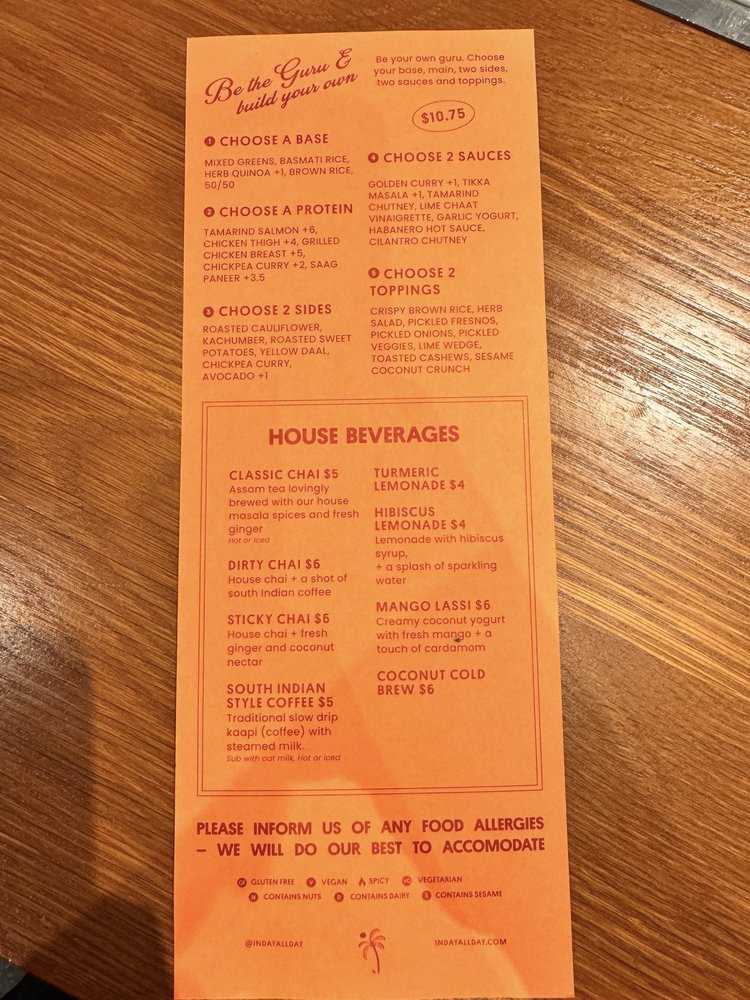 Be the Guru &
build your own
Be your own guru. Choose
your base, main, two sides,
two sauces and toppings.
$10.75
1 CHOOSE A BASE
MIXED GREENS, BASMATI RICE,
HERB QUINOA +1, BROWN RICE,
50/50
2 CHOOSE A PROTEIN
TAMARIND SALMON +6,
CHICKEN THIGH +4, GRILLED
CHICKEN BREAST +5,
CHICKPEA CURRY +2, SAAG
PANEER +3.5
3 CHOOSE 2 SIDES
ROASTED CAULIFLOWER,
KACHUMBER, ROASTED SWEET
POTATOES, YELLOW DAAL,
CHICKPEA CURRY,
AVOCADO +1
4 CHOOSE 2 SAUCES
GOLDEN CURRY +1, TIKKA
MASALA +1, TAMARIND
CHUTNEY, LIME CHAAT
VINAIGRETTE, GARLIC YOGURT,
HABANERO HOT SAUCE,
CILANTRO CHUTNEY
5 CHOOSE 2
TOPPINGS
CRISPY BROWN RICE, HERB
SALAD, PICKLED FRESNOS,
PICKLED ONIONS, PICKLED
VEGGIES, LIME WEDGE,
TOASTED CASHEWS, SESAME
COCONUT CRUNCH
HOUSE BEVERAGES
CLASSIC CHAI $5
Assam tea lovingly
brewed with our house
masala spices and fresh
ginger
Hot or Iced
DIRTY CHAI $6
House chai + a shot of
south Indian coffee
STICKY CHAI $6
House chai + fresh
ginger and coconut
nectar
SOUTH INDIAN
STYLE COFFEE $5
Traditional slow drip
kaapi (coffee) with
steamed milk.
Sub with oat milk, Hot or iced
TURMERIC
LEMONADE $4
HIBISCUS
LEMONADE $4
Lemonade with hibiscus
syrup,
+ a splash of sparkling
water
MANGO LASSI $6
Creamy coconut yogurt
with fresh mango + a
touch of cardamom
COCONUT COLD
BREW $6
PLEASE INFORM US OF ANY FOOD ALLERGIES
– WE WILL DO OUR BEST TO ACCOMODATE
GF GLUTEN FREE V VEGAN SPICY VG VEGETARIAN
N CONTAINS NUTS D CONTAINS DAIRY S CONTAINS SESAME
@INDAYALLDAY
INDAYALLDAY.COM